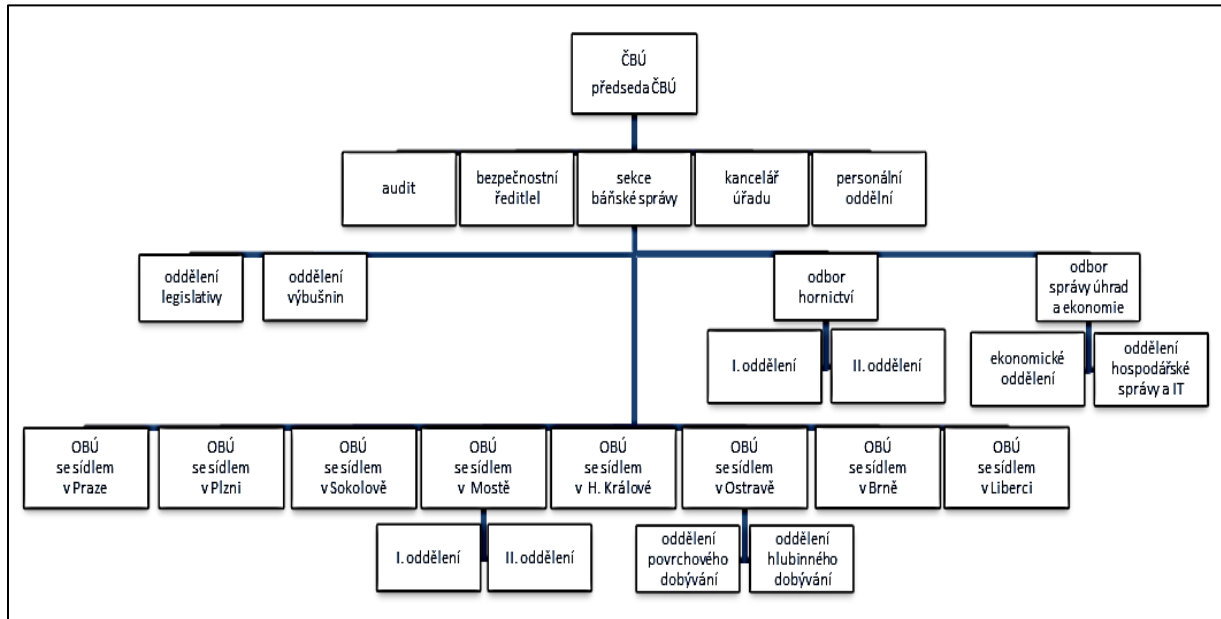 ČBÚ
předseda ČBÚ
audit
bezpečnostní
ředitlel
sekce
báňské správy
kancelář
úřadu
personální
oddělní
oddělení
legislativy
oddělení
výbušnin
odbor
hornictví
odbor
správy úhrad
a ekonomie
I. oddělení
II. oddělení
ekonomické
oddělení
oddělení
hospodářské
správy a IT
OBÚ
se sídlem
v Praze
OBÚ
se sídlem
v Plzni
OBÚ
se sídlem
v Sokolově
OBÚ
se sídlem
v Mostě
OBÚ
se sídlem
v H. Králové
OBÚ
se sídlem
v Ostravě
OBÚ
se sídlem
v Brně
OBÚ
se sídlem
v Liberci
I. oddělení
II. oddělení
oddělení
povrchového
dobývání
oddělení
hlubinného
dobývání